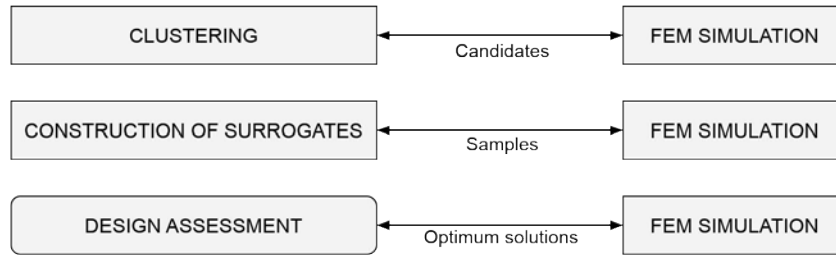 CLUSTERING
Candidates
FEM SIMULATION
CONSTRUCTION OF SURROGATES
Samples
FEM SIMULATION
DESIGN ASSESSMENT
Optimum solutions
FEM SIMULATION